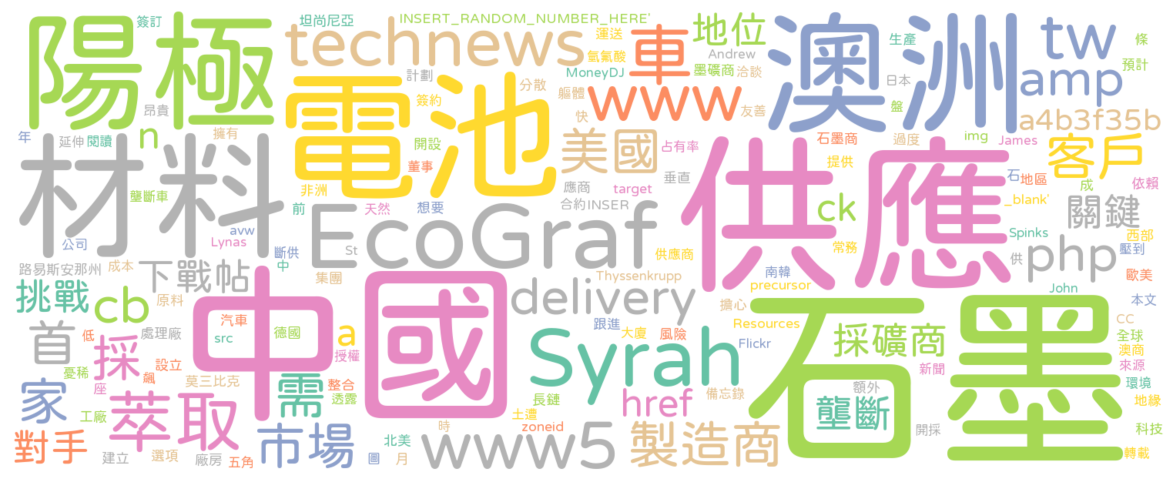 簽訂
坦尚尼亞
INSERT_RANDOM_NUMBER_HERE'
陽極
technews
運送
氫氟酸
車
地位
Andrew
澳洲
生產
tw
條
預計
計劃
MoneyDJ
墨礦商
洽談
日本
amp
昂貴
電池
簽約
分散
軀體
快
www
友善
盤
a4b3f35b
年
延伸
閱讀
n
擁有
開設
美國
占有率
石墨商
過度
img
James
客戶
材料
董事
供應
提供
石
地區
成
依賴
壟斷車
非洲
應商
target
垂直
_blank'
前
天然
想要
合約INSER
ck
關鍵
avw
EcoGraf
Spinks
西部
公司
Lynas
斷供
St
供應商
常務
供
php
壓到
路易斯安那州
成本
下戰帖
中
集團
Thyssenkrupp
南韓
歐美
挑戰
cb
原料
中國
delivery
擔心
precursor
John
本文
石墨
首
低
處理廠
汽車
src
德國
a
授權
跟進
大廈
風險
Resources
Flickr
採礦商
CC
全球
澳商
來源
憂稀
採
設立
飆
莫三比克
需
整合
透露
Syrah
新聞
環境
家
座
萃取
長鏈
href
備忘錄
額外
壟斷
地緣
工廠
土澧
對手
市場
北美
www5
時
zoneid
製造商
開採
科技
建立
選項
廠房
五角
圖
月
轉載